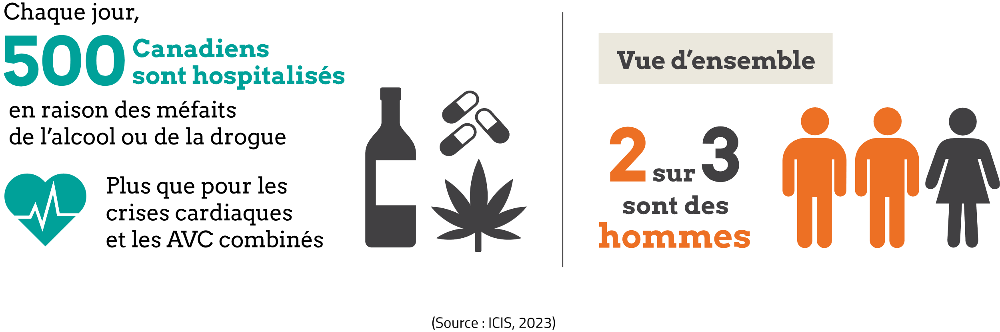 Chaque jour,
500 Canadiens
sont hospitalisés
en raison des méfaits
de l'alcool ou de la drogue
Plus que pour les
crises cardiaques
et les AVC combinés
Vue d'ensemble
2 sur 3
sont des
hommes
(Source : ICIS, 2023)